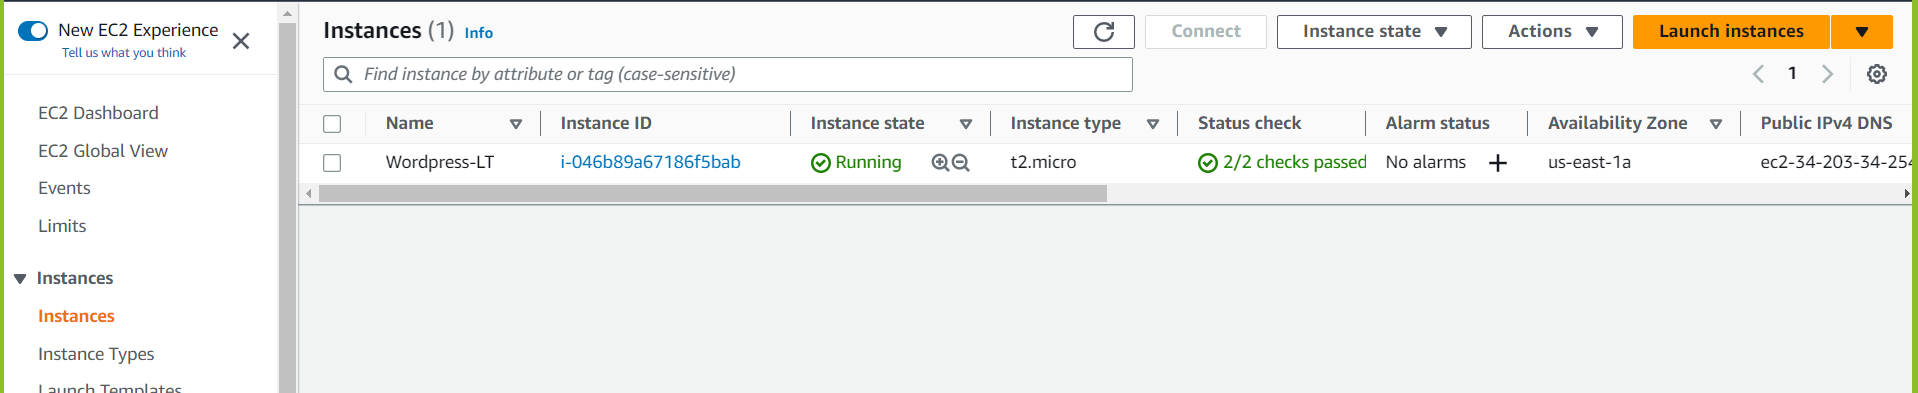 New EC2 Experience
Tell us what you think
EC2 Dashboard
EC2 Global View
Events
Limits
Instances
Instances
Instance Types
Launch Templates
Instances (1) Info
Connect
Instance state
Actions
Launch instances
Find instance by attribute or tag (case-sensitive)
1
Name Instance ID Instance state Instance type Status check Alarm status Availability Zone Public IPv4 DNS
Wordpress-LT i-046b89a67186f5bab Running t2.micro 2/2 checks passed No alarms + us-east-1a ec2-34-203-34-254